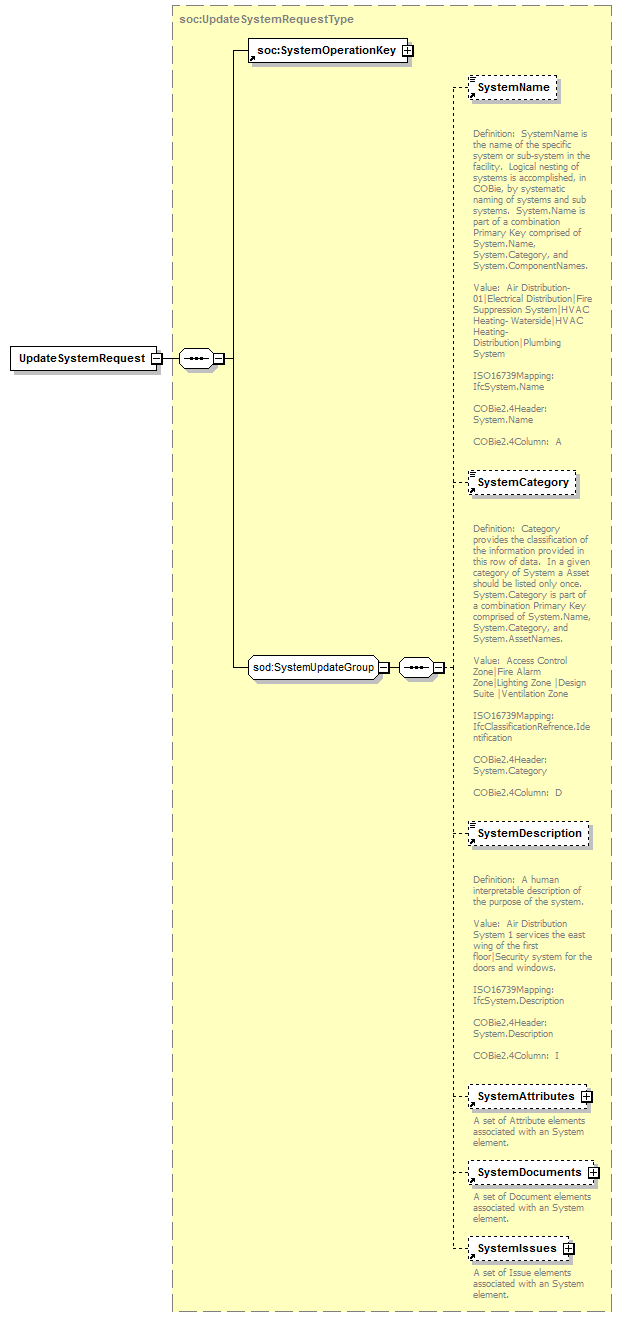 soc:UpdateSystemRequestType
soc:SystemOperationKey
SystemName
Definition: SystemName is
the name of the specific
system or sub-system in the
facility. Logical nesting of
systems is accomplished, in
COBie, by systematic
naming of systems and sub
systems. System.Name is
part of a combination
Primary Key comprised of
System.Name,
System.Category, and
System.ComponentNames.
Value: Air Distribution-
01|Electrical Distribution|Fire
Suppression System|HVAC
Heating- Waterside|HVAC
Heating-
Distribution|Plumbing
System
ISO16739Mapping:
IfcSystem.Name
COBie2.4Header:
System.Name
COBie2.4Column: A
UpdateSystemRequest
SystemCategory
Definition: Category
provides the classification of
the information provided in
this row of data. In a given
category of System a Asset
should be listed only once.
System.Category is part of
a combination Primary Key
comprised of System.Name,
System.Category, and
System.AssetNames.
Value: Access Control
Zone|Fire Alarm
Zone|Lighting Zone |Design
Suite |Ventilation Zone
ISO16739Mapping:
IfcClassificationRefrence.Ide
ntification
COBie2.4Header:
System.Category
COBie2.4Column: D
sod:SystemUpdateGroup
SystemDescription
Definition: A human
interpretable description of
the purpose of the system.
Value: Air Distribution
System 1 services the east
wing of the first
floor|Security system for the
doors and windows.
ISO16739Mapping:
IfcSystem.Description
COBie2.4Header:
System.Description
COBie2.4Column: I
SystemAttributes
A set of Attribute elements
associated with an System
element.
SystemDocuments
A set of Document elements
associated with an System
element.
SystemIssues
A set of Issue elements
associated with an System
element.